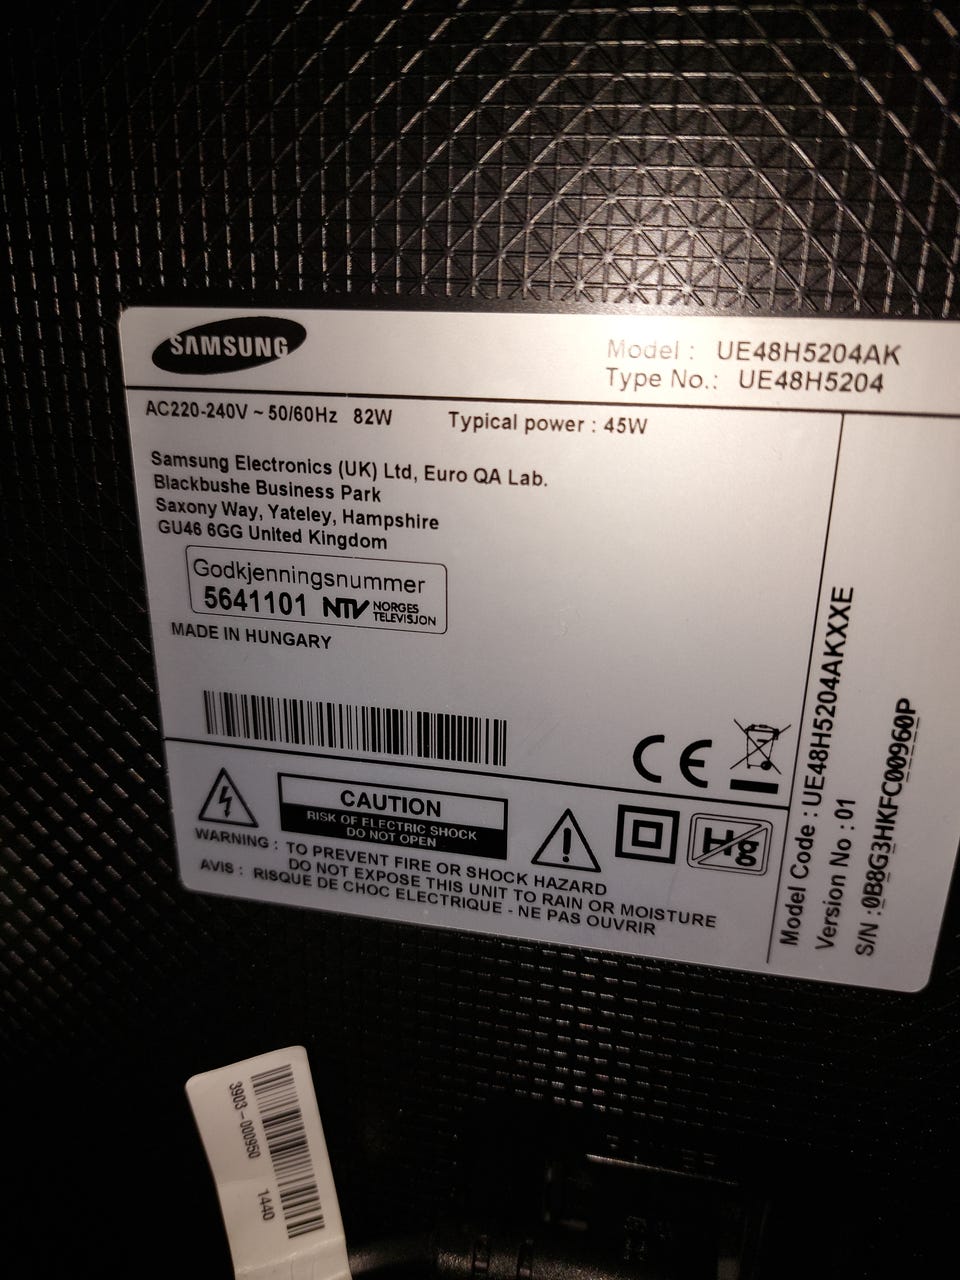 SAMSUNG
Model : UE48H5204AK
Type No.: UE48H5204
AC220-240V ~ 50/60Hz 82W Typical power : 45W
Samsung Electronics (UK) Ltd, Euro QA Lab.
Blackbushe Business Park
Saxony Way, Yateley, Hampshire
GU46 6GG United Kingdom
Godkjenningsnummer
5641101 NTV NORGES
TELEVISJON
MADE IN HUNGARY
CE
CAUTION
RISK OF ELECTRIC SHOCK
DO NOT OPEN
Hg
WARNING : TO PREVENT FIRE OR SHOCK HAZARD
DO NOT EXPOSE THIS UNIT TO RAIN OR MOISTURE
AVIS : RISQUE DE CHOC ELECTRIQUE - NE PAS OUVRIR
Model Code : UE48H5204AKXXE
Version No : 01
S/N : 0B8G3HKFC00960P
3903-000950 1440